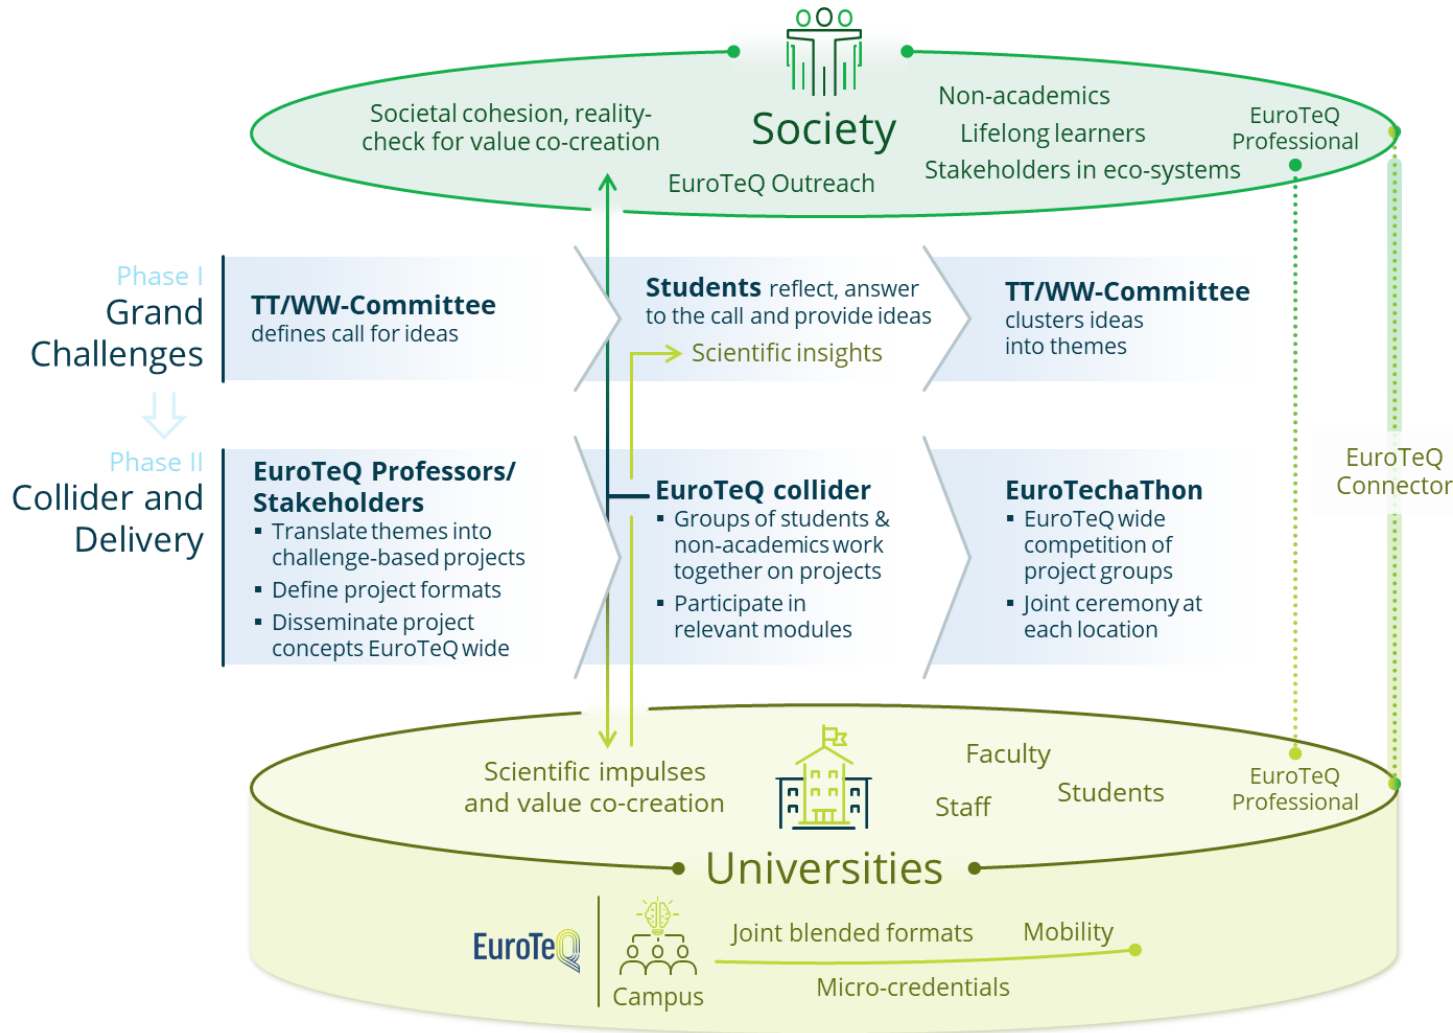 Societal cohesion, reality-
check for value co-creation
Society
EuroTeQ Outreach
Non-academics
Lifelong learners
Stakeholders in eco-systems
EuroTeQ
Professional
Phase I
Grand
Challenges
TT/WW-Committee
defines call for ideas
Students reflect, answer
to the call and provide ideas
Scientific insights
TT/WW-Committee
clusters ideas
into themes
Phase II
Collider and
Delivery
EuroTeQ Professors/
Stakeholders
▪ Translate themes into
challenge-based projects
▪ Define project formats
▪ Disseminate project
concepts EuroTeQ wide
EuroTeQ collider
▪ Groups of students &
non-academics work
together on projects
▪ Participate in
relevant modules
EuroTechaThon
▪ EuroTeQ wide
competition of
project groups
▪ Joint ceremony at
each location
EuroTeQ
Connector
Scientific impulses
and value co-creation
Faculty
Staff
Students
EuroTeQ
Professional
Universities
EuroTeQ
Campus
Joint blended formats
Mobility
Micro-credentials